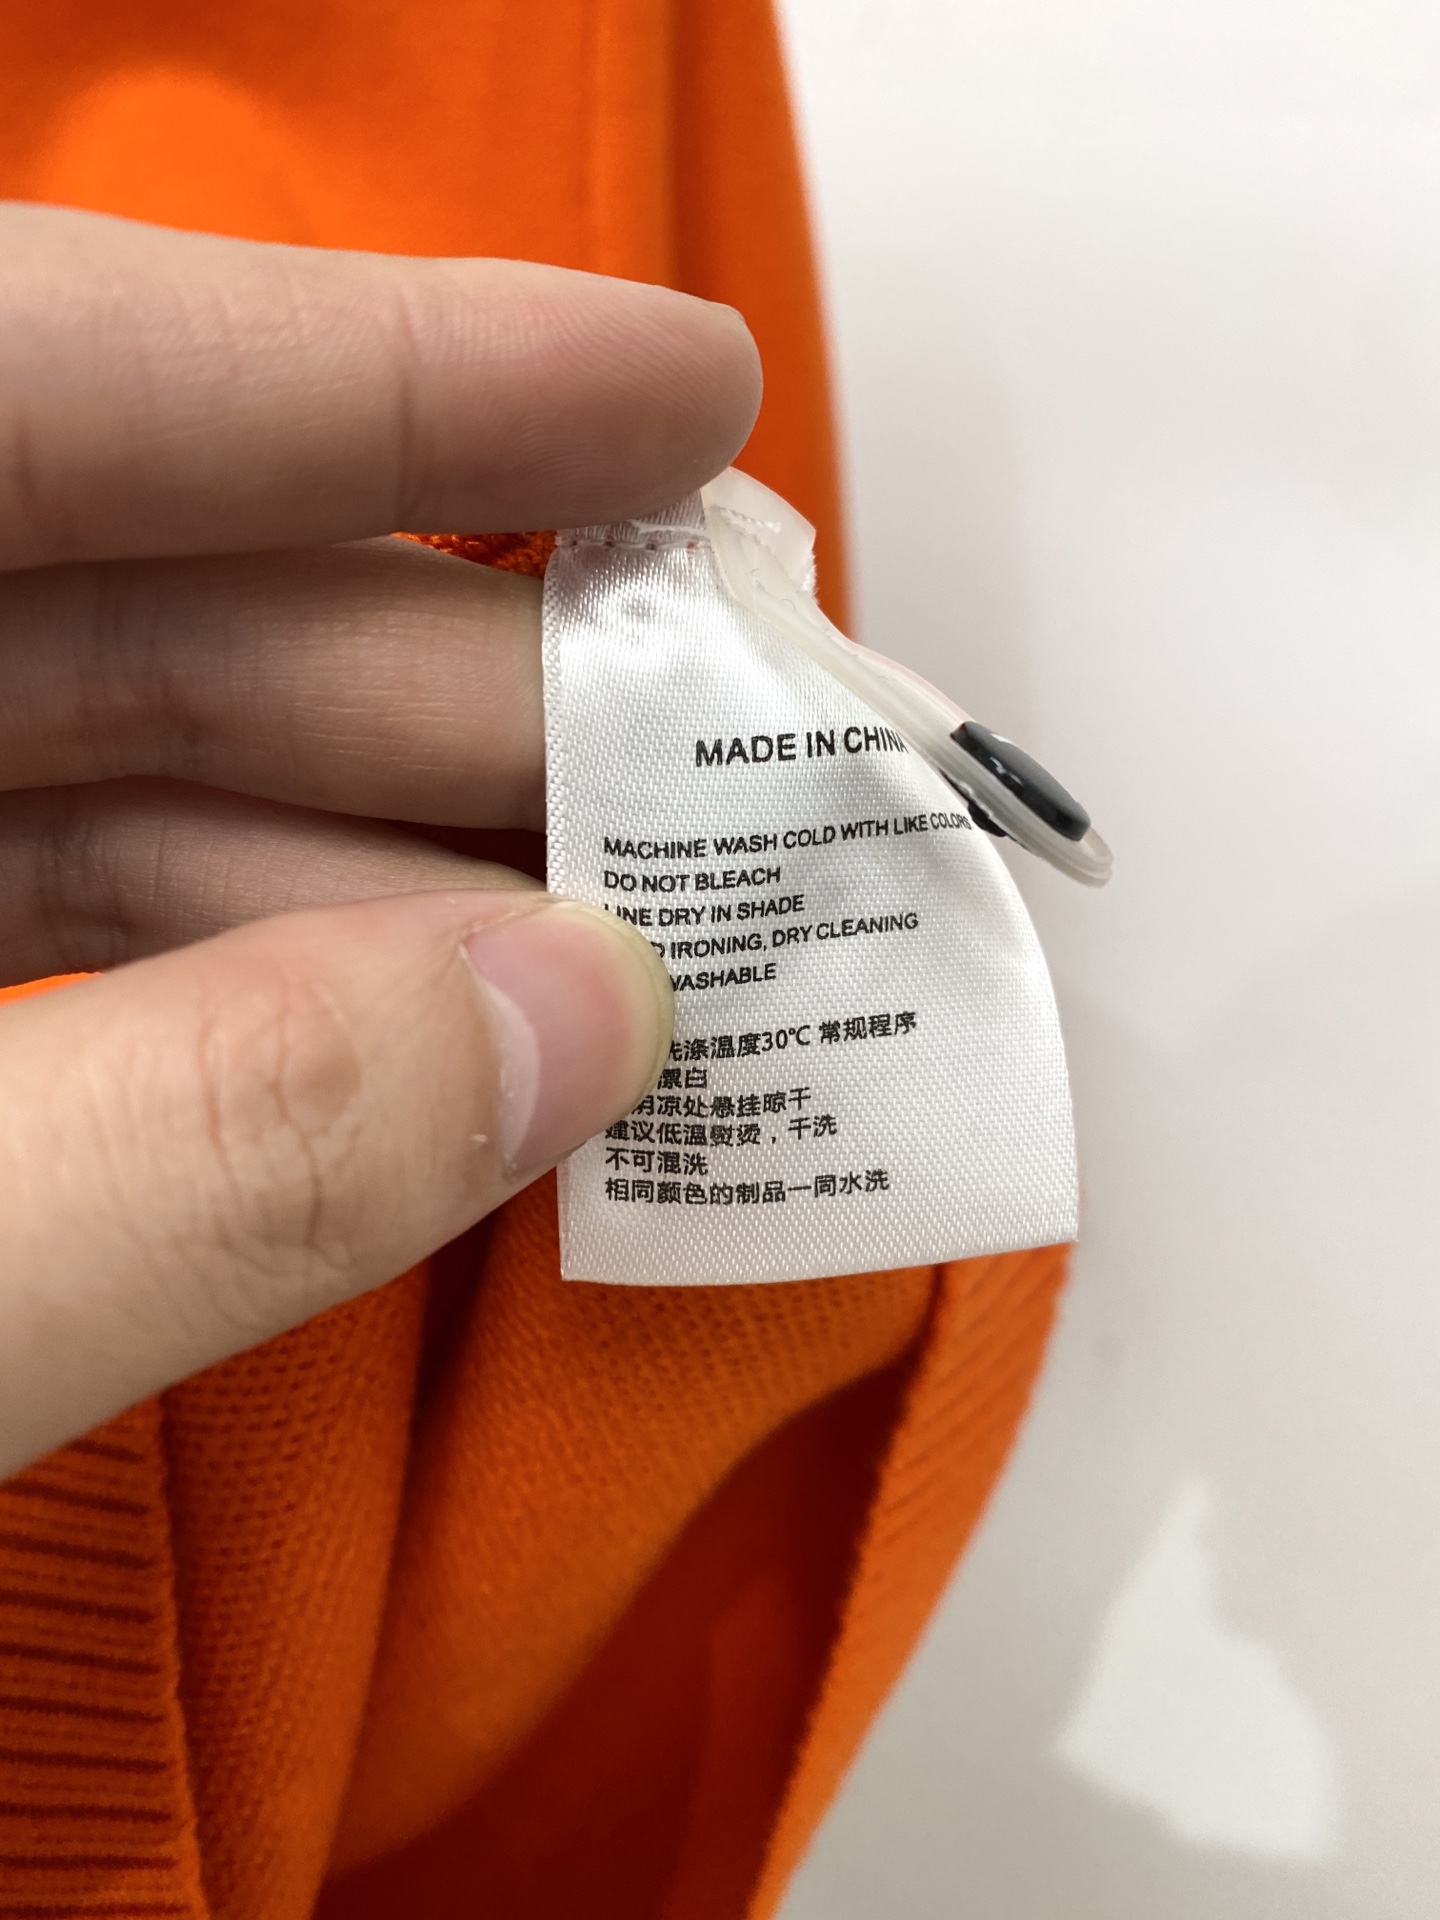 MADE IN CHINA
MACHINE WASH COLD WITH LIKE COLORS
DO NOT BLEACH
LINE DRY IN SHADE
IRONING, DRY CLEANING
WASHABLE
洗涤温度30℃ 常规程序
漂白
阴凉处悬挂晾干
建议低温熨烫，干洗
不可混洗
相同颜色的制品一同水洗